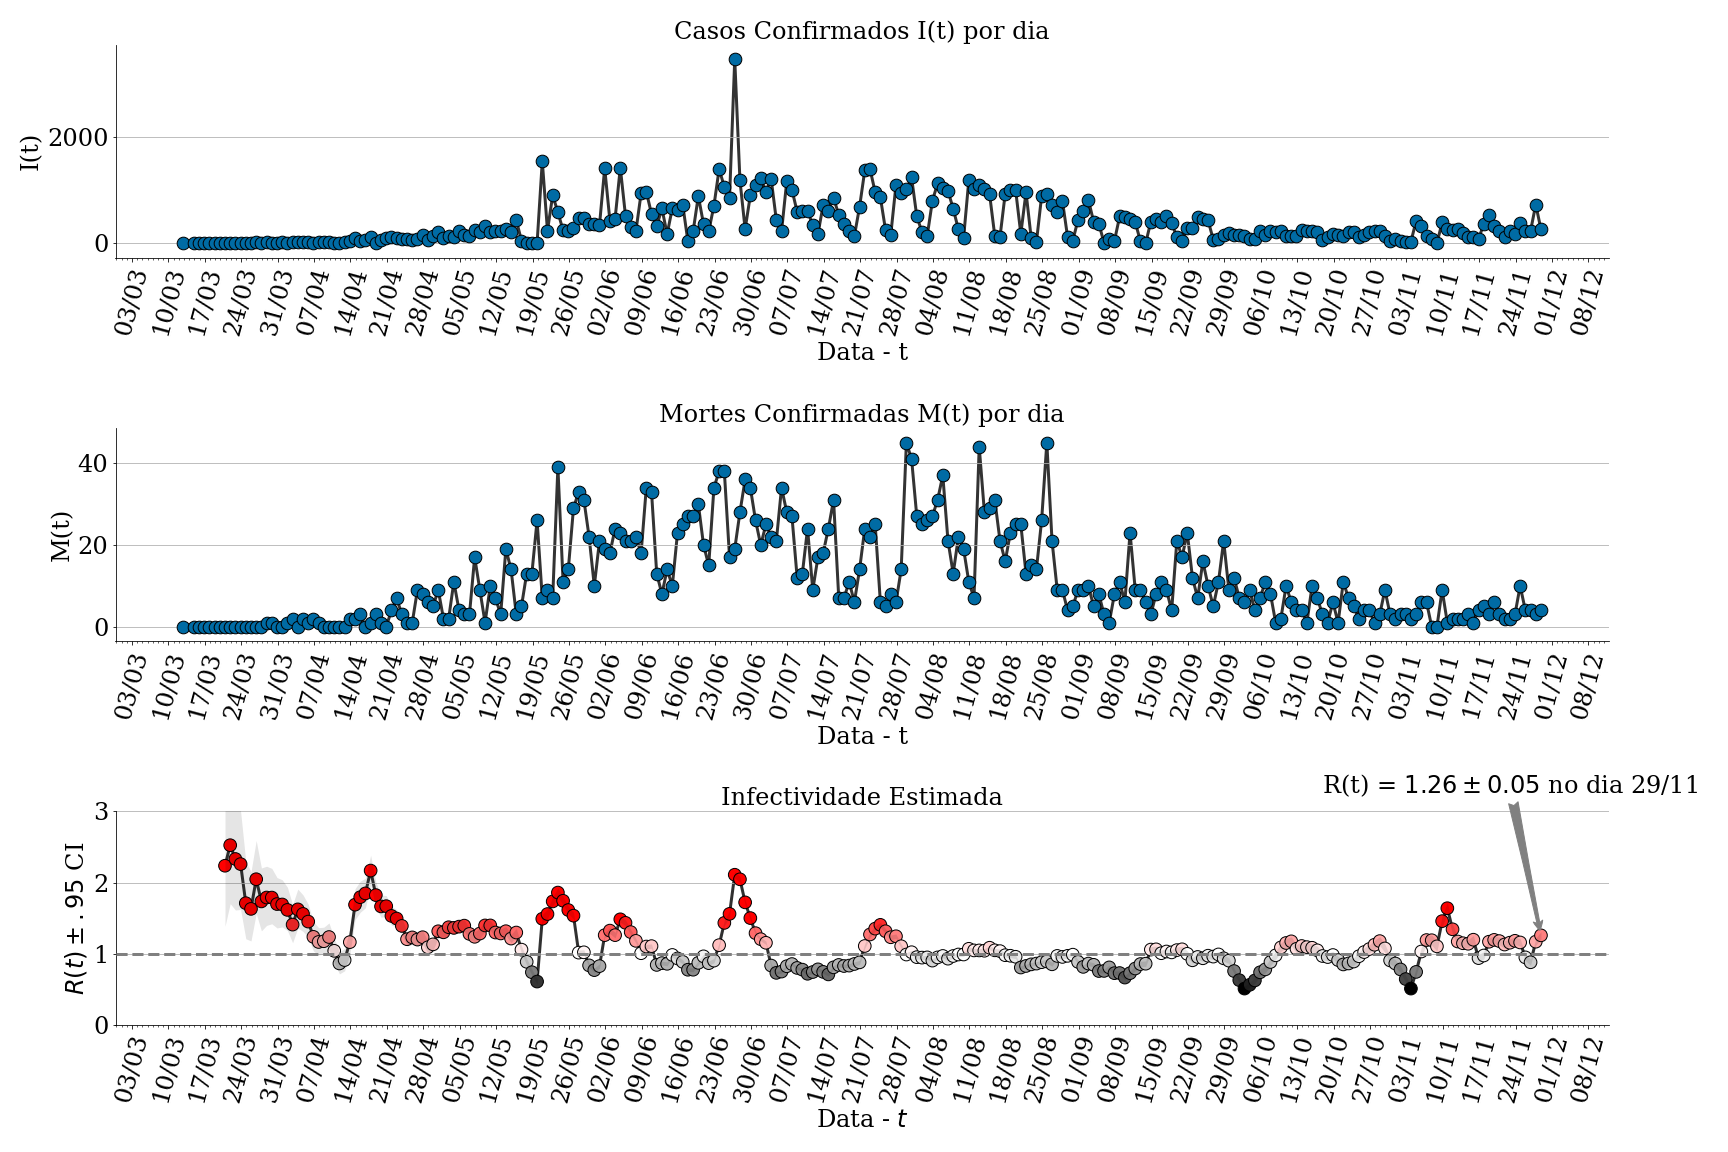 Casos Confirmados I(t) por dia
I(t)
2000
0
03/03 10/03 17/03 24/03 31/03 07/04 14/04 21/04 28/04 05/05 12/05 19/05 26/05 02/06 09/06 16/06 23/06 30/06 07/07 14/07 21/07 28/07 04/08 11/08 18/08 25/08 01/09 08/09 15/09 22/09 29/09 06/10 13/10 20/10 27/10 03/11 10/11 17/11 24/11 01/12 08/12
Data - t
Mortes Confirmadas M(t) por dia
M(t)
40
20
0
03/03 10/03 17/03 24/03 31/03 07/04 14/04 21/04 28/04 05/05 12/05 19/05 26/05 02/06 09/06 16/06 23/06 30/06 07/07 14/07 21/07 28/07 04/08 11/08 18/08 25/08 01/09 08/09 15/09 22/09 29/09 06/10 13/10 20/10 27/10 03/11 10/11 17/11 24/11 01/12 08/12
Data - t
R(t) = 1.26 ± 0.05 no dia 29/11
Infectividade Estimada
R(t) ± .95 CI
3
2
1
0
03/03 10/03 17/03 24/03 31/03 07/04 14/04 21/04 28/04 05/05 12/05 19/05 26/05 02/06 09/06 16/06 23/06 30/06 07/07 14/07 21/07 28/07 04/08 11/08 18/08 25/08 01/09 08/09 15/09 22/09 29/09 06/10 13/10 20/10 27/10 03/11 10/11 17/11 24/11 01/12 08/12
Data - t